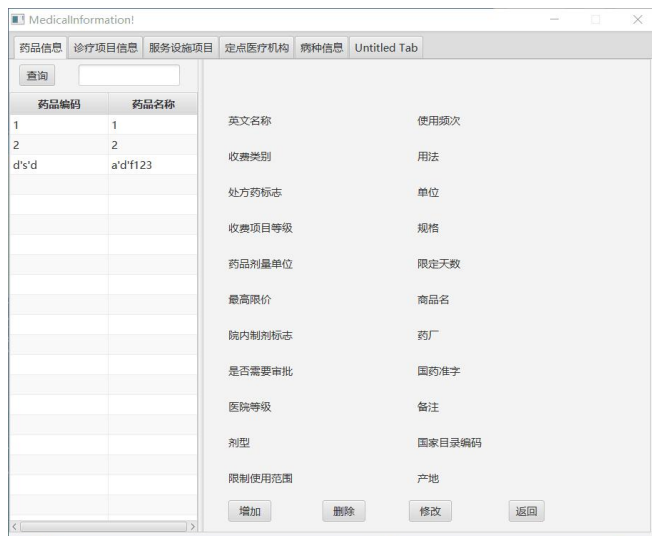 MedicalInformation!
药品信息 诊疗项目信息 服务设施项目 定点医疗机构 病种信息 Untitled Tab
查询
药品编码 药品名称
1 1
2 2
d's'd a'd'f123
英文名称 使用频次
收费类别 用法
处方药标志 单位
收费项目等级 规格
药品剂量单位 限定天数
最高限价 商品名
院内制剂标志 药厂
是否需要审批 国药准字
医院等级 备注
剂型 国家目录编码
限制使用范围 产地
增加 删除 修改 返回